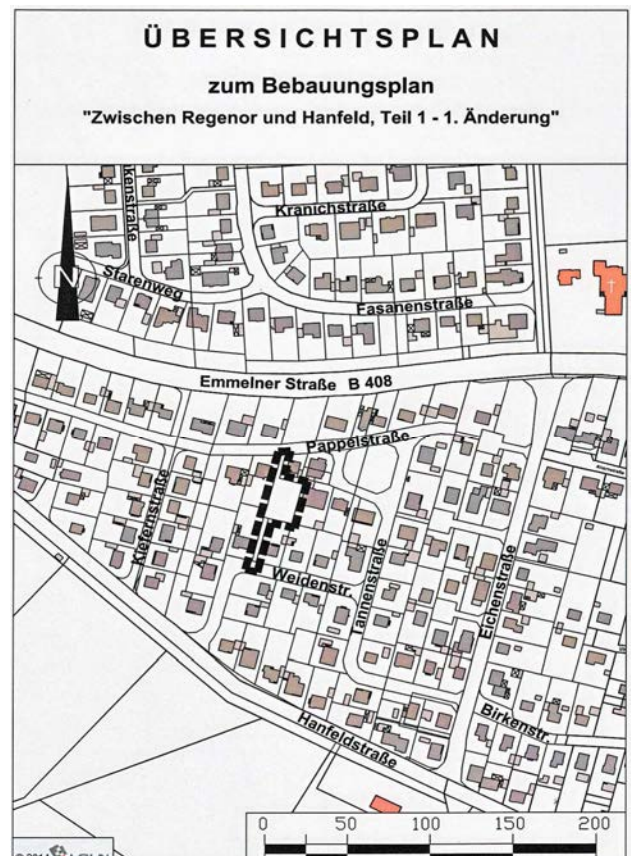 ÜBERSICHTSPLAN
zum Bebauungsplan
"Zwischen Regenor und Hanfeld, Teil 1 - 1. Änderung"
Kranichstraße
Starenweg
N
Fasanenstraße
Emmelner Straße B 408
Pappelstraße
Kiefernstraße
Weidenstr.
Tannenstraße
Eichenstraße
Birkenstr.
Hanfeldstraße
0 50 100 150 200